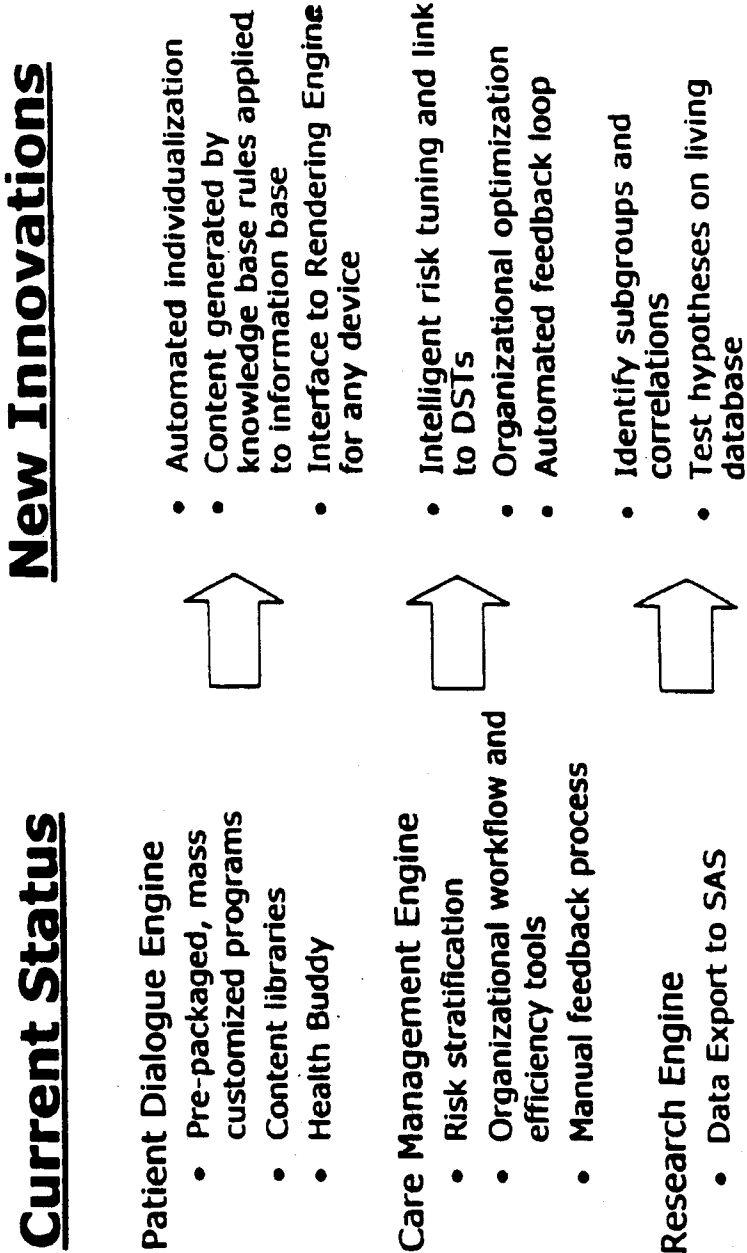 Current Status
Patient Dialogue Engine
• Pre-packaged, mass
customized programs
• Content libraries
• Health Buddy
Care Management Engine
• Risk stratification
• Organizational workflow and
efficiency tools
• Manual feedback process
Research Engine
• Data Export to SAS
New Innovations
• Automated individualization
• Content generated by
knowledge base rules applied
to information base
• Interface to Rendering Engine
for any device
• Intelligent risk tuning and link
to DSTs
• Organizational optimization
• Automated feedback loop
• Identify subgroups and
correlations
• Test hypotheses on living
database